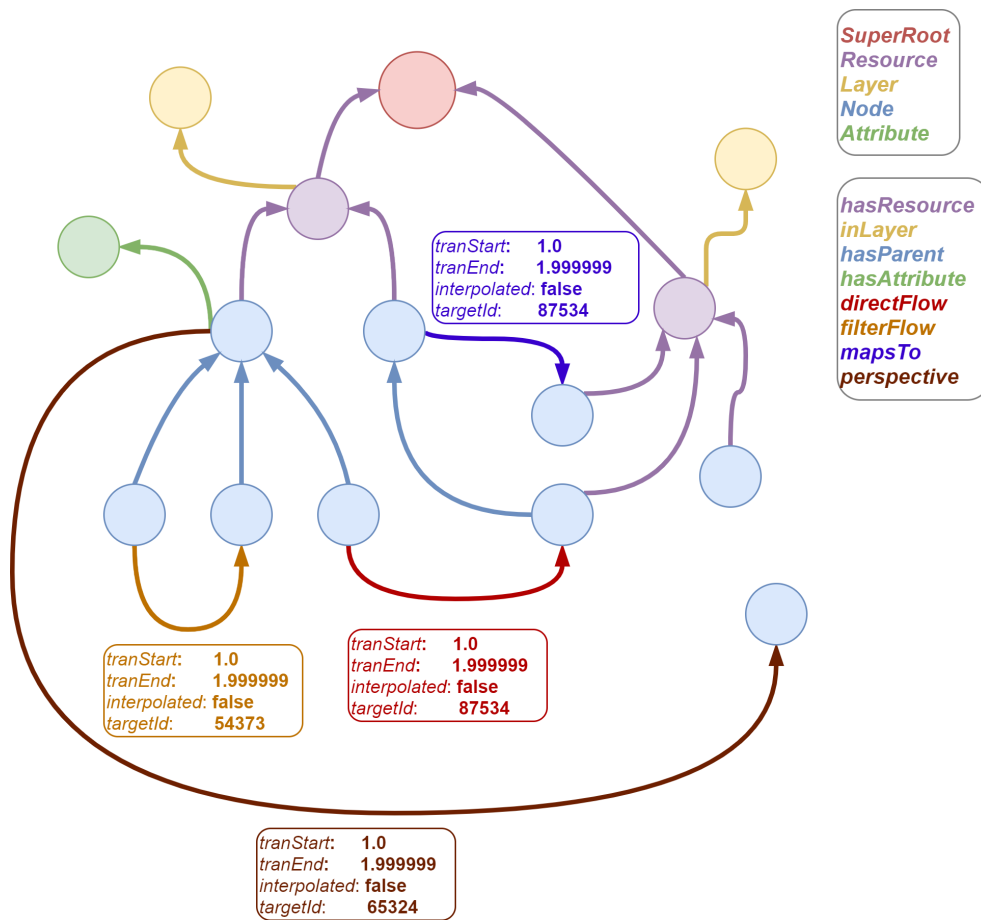 SuperRoot
Resource
Layer
Node
Attribute
hasResource
inLayer
hasParent
hasAttribute
directFlow
filterFlow
mapsTo
perspective
tranStart: 1.0
tranEnd: 1.999999
interpolated: false
targetId: 87534
tranStart: 1.0
tranEnd: 1.999999
interpolated: false
targetId: 54373
tranStart: 1.0
tranEnd: 1.999999
interpolated: false
targetId: 87534
tranStart: 1.0
tranEnd: 1.999999
interpolated: false
targetId: 65324